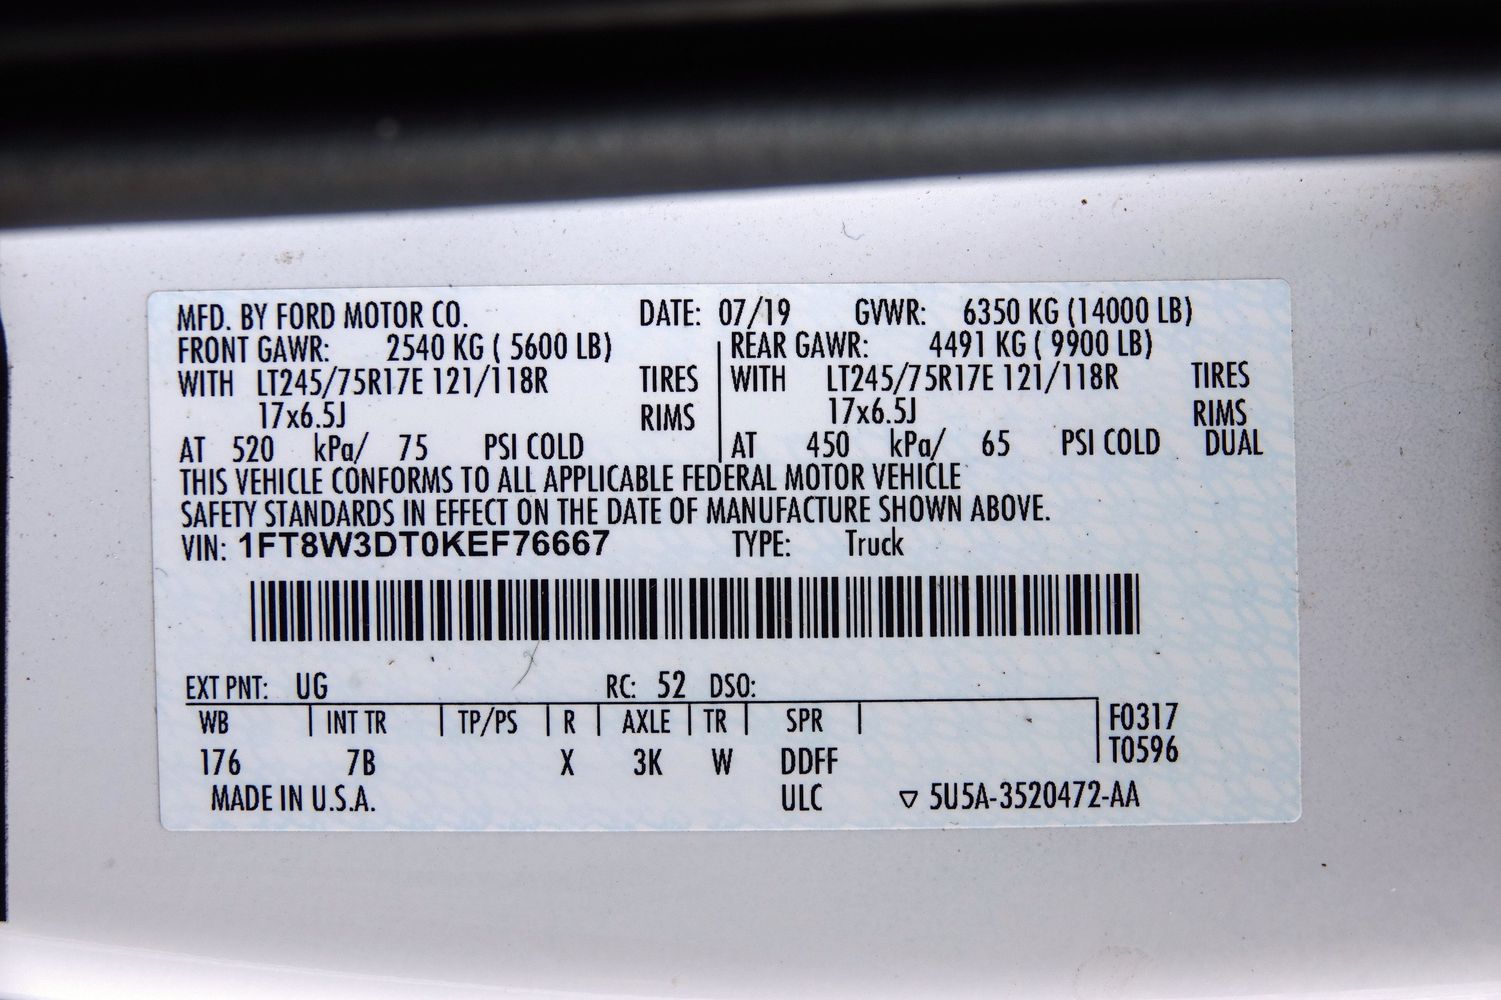 MFD. BY FORD MOTOR CO. DATE: 07/19 GVWR: 6350 KG (14000 LB)
FRONT GAWR: 2540 KG ( 5600 LB) REAR GAWR: 4491 KG ( 9900 LB)
WITH LT245/75R17E 121/118R TIRES WITH LT245/75R17E 121/118R TIRES
17x6.5J RIMS 17x6.5J RIMS
AT 520 kPa/ 75 PSI COLD AT 450 kPa/ 65 PSI COLD DUAL
THIS VEHICLE CONFORMS TO ALL APPLICABLE FEDERAL MOTOR VEHICLE
SAFETY STANDARDS IN EFFECT ON THE DATE OF MANUFACTURE SHOWN ABOVE.
VIN: 1FT8W3DT0KEF76667 TYPE: Truck
EXT PNT: UG RC: 52 DSO:
WB INT TR TP/PS R AXLE TR SPR F0317
176 7B X 3K W DDFF T0596
MADE IN U.S.A. ULC ▽ 5U5A-3520472-AA